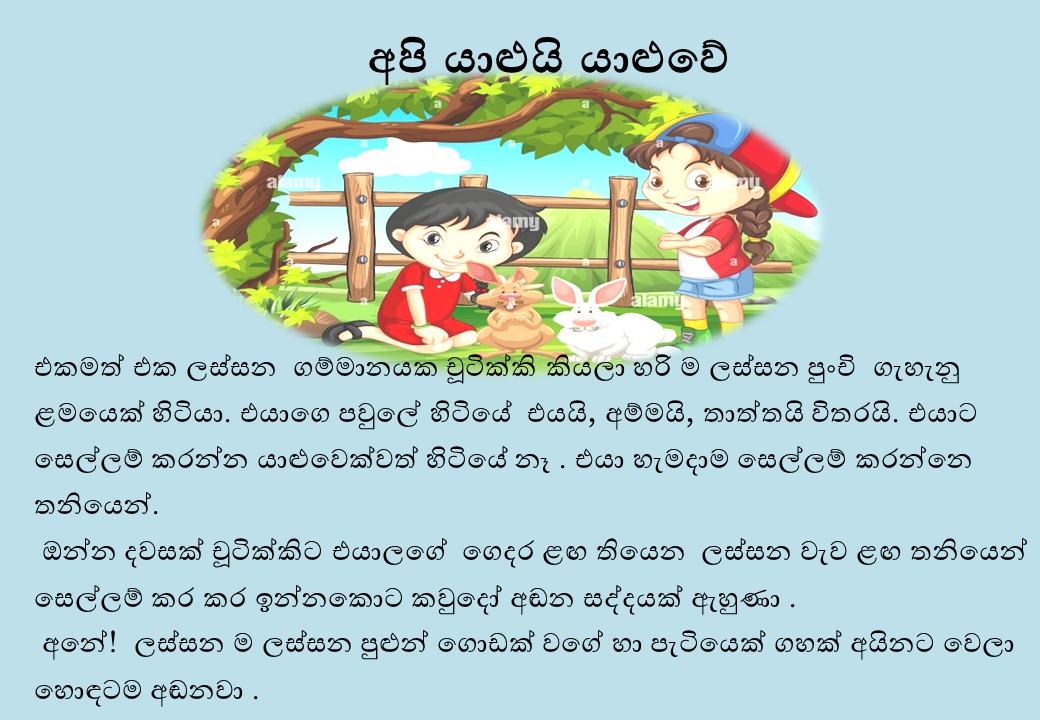 අපි යාළුයි යාළුවේ
alamy
alamy
alamy
alamy
එකමත් එක ලස්සන ගම්මානයක චූටික්කි කියලා හරි ම ලස්සන පුංචි ගැහැනු
ළමයෙක් හිටියා. එයාගෙ පවුලේ හිටියේ එයයි, අම්මයි, තාත්තයි විතරයි. එයාට
සෙල්ලම් කරන්න යාළුවෙක්වත් හිටියේ නෑ . එයා හැමදාම සෙල්ලම් කරන්නෙ
තනියෙන්.
ඔන්න දවසක් චූටික්කිට එයාලගේ ගෙදර ළඟ තියෙන ලස්සන වැව ළඟ තනියෙන්
සෙල්ලම් කර කර ඉන්නකොට කවුදෝ අඬන සද්දයක් ඇහුණා .
අනේ! ලස්සන ම ලස්සන පුළුන් ගොඩක් වගේ හා පැටියෙක් ගහක් අයිනට වෙලා
හොඳටම අඬනවා .